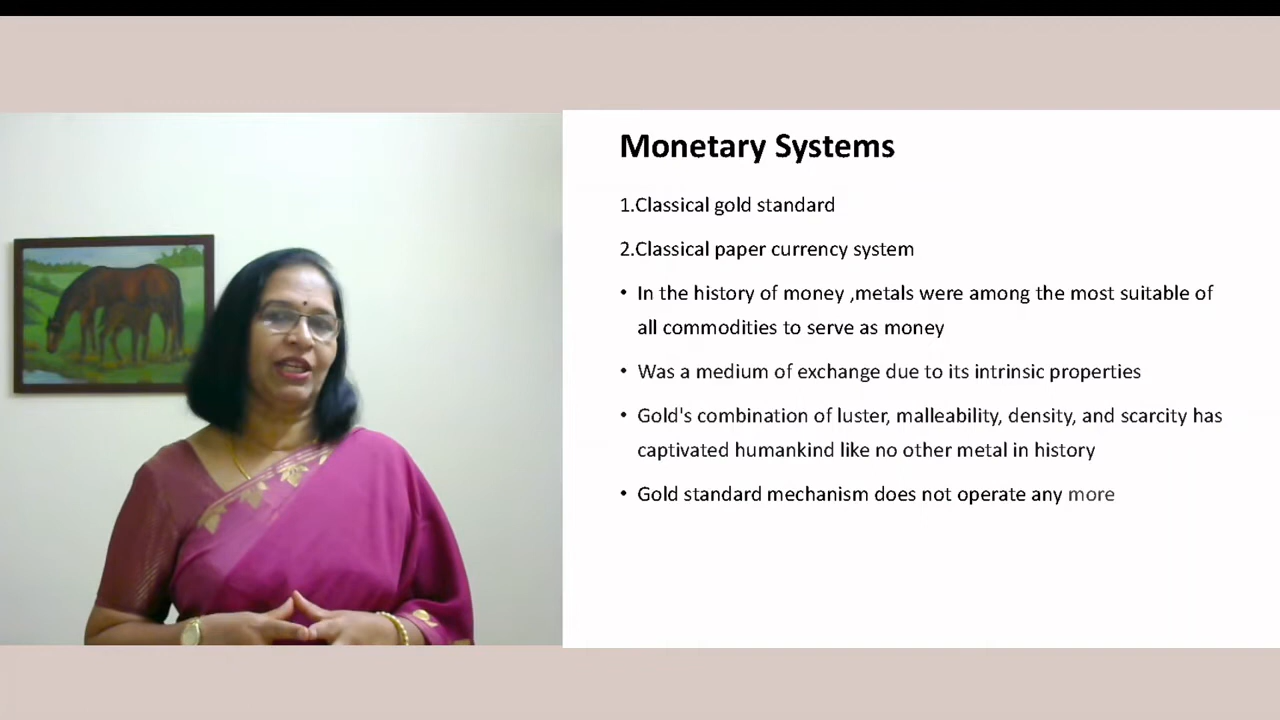 Monetary Systems
1.Classical gold standard
2.Classical paper currency system
• In the history of money ,metals were among the most suitable of
all commodities to serve as money
• Was a medium of exchange due to its intrinsic properties
• Gold's combination of luster, malleability, density, and scarcity has
captivated humankind like no other metal in history
• Gold standard mechanism does not operate any more